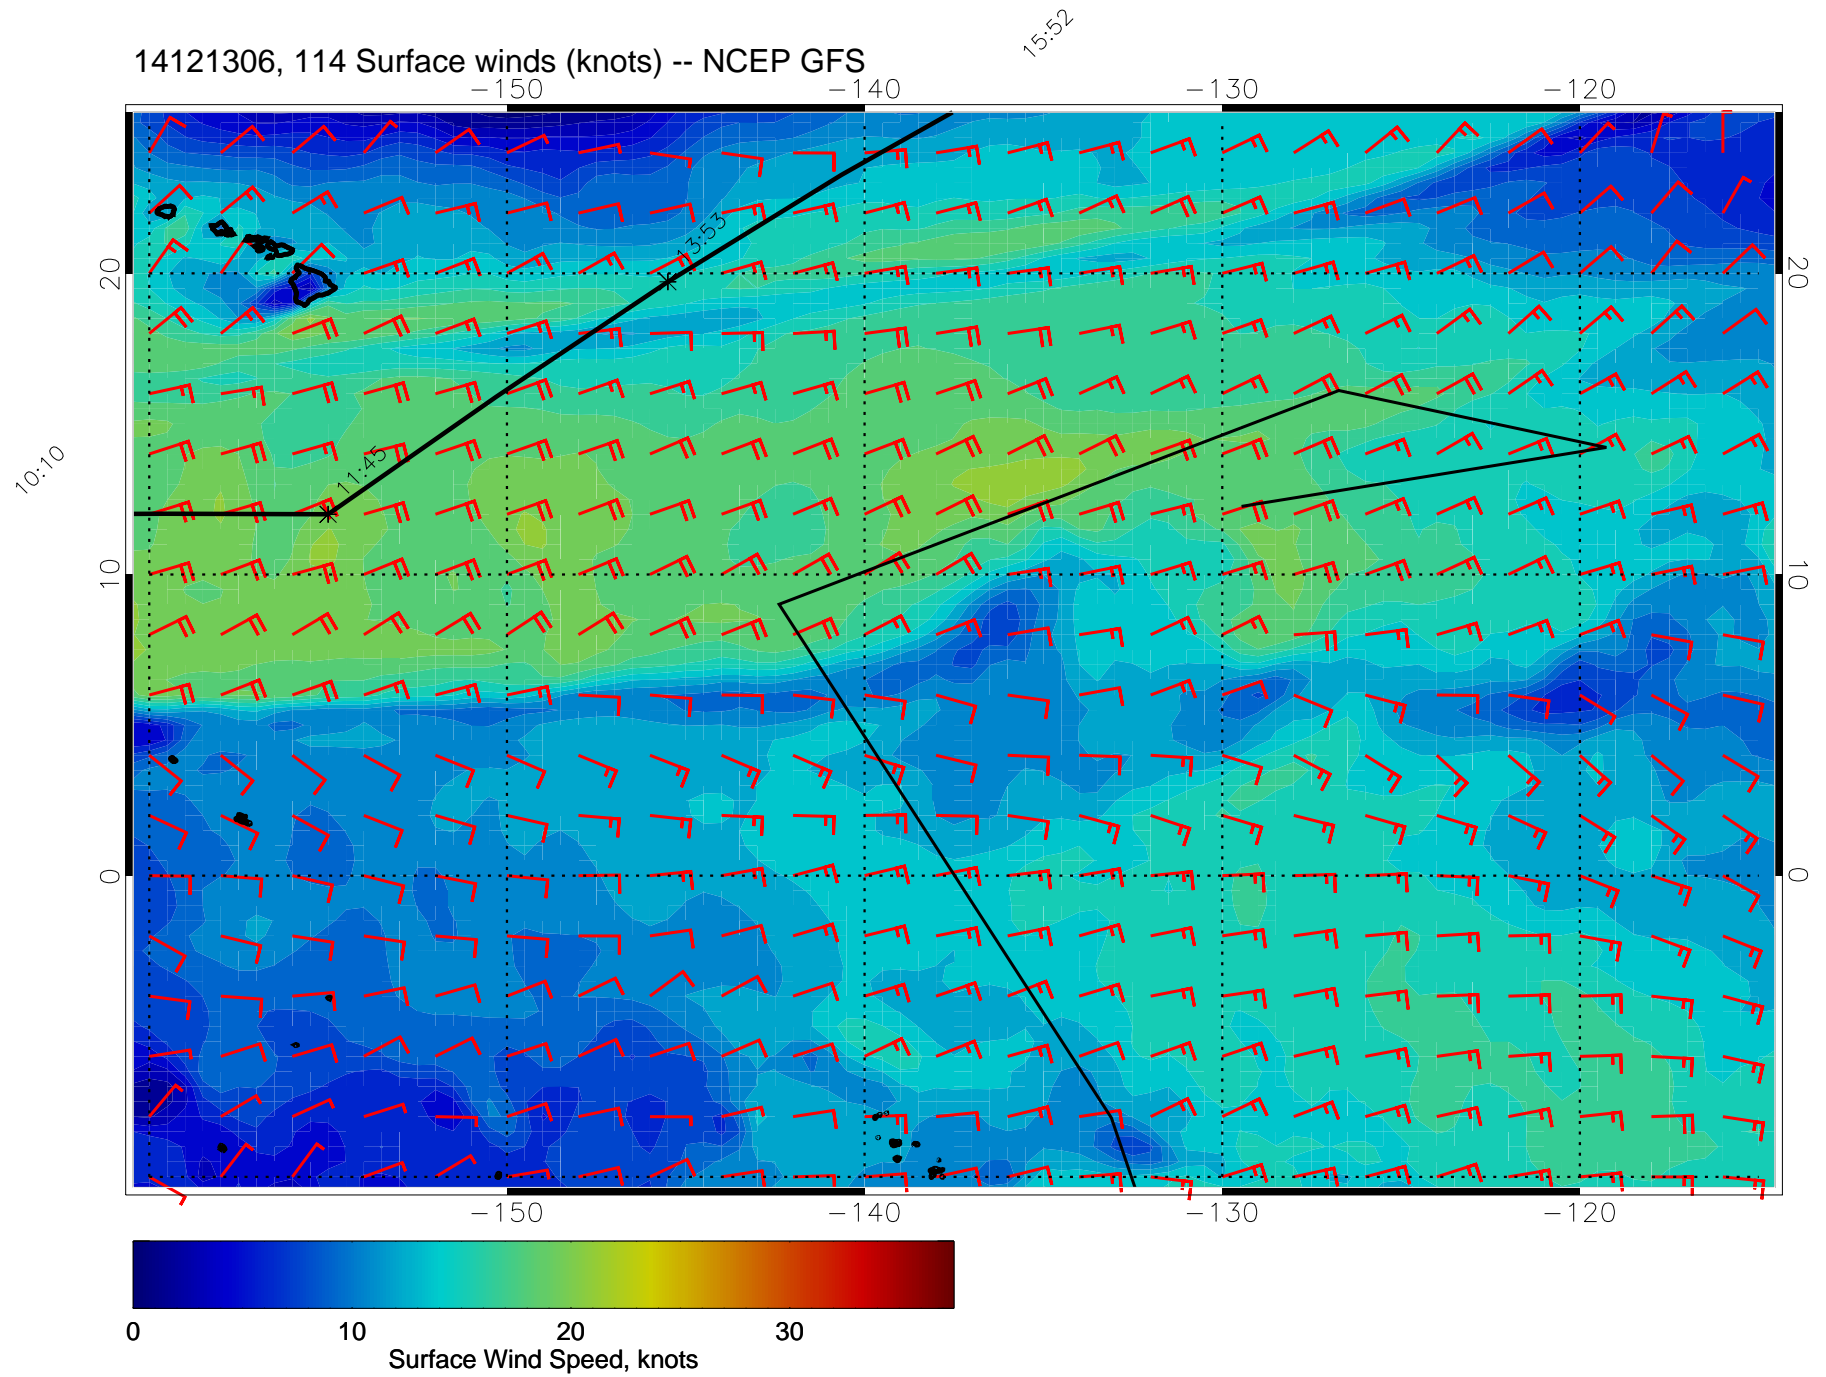 15:52
14121306, 114 Surface winds (knots) -- NCEP GFS
-150 -140 -130 -120
13:53
20 20
11:45
10:10
10 10
0 0
-150 -140 -130 -120
0 10 20 30
Surface Wind Speed, knots